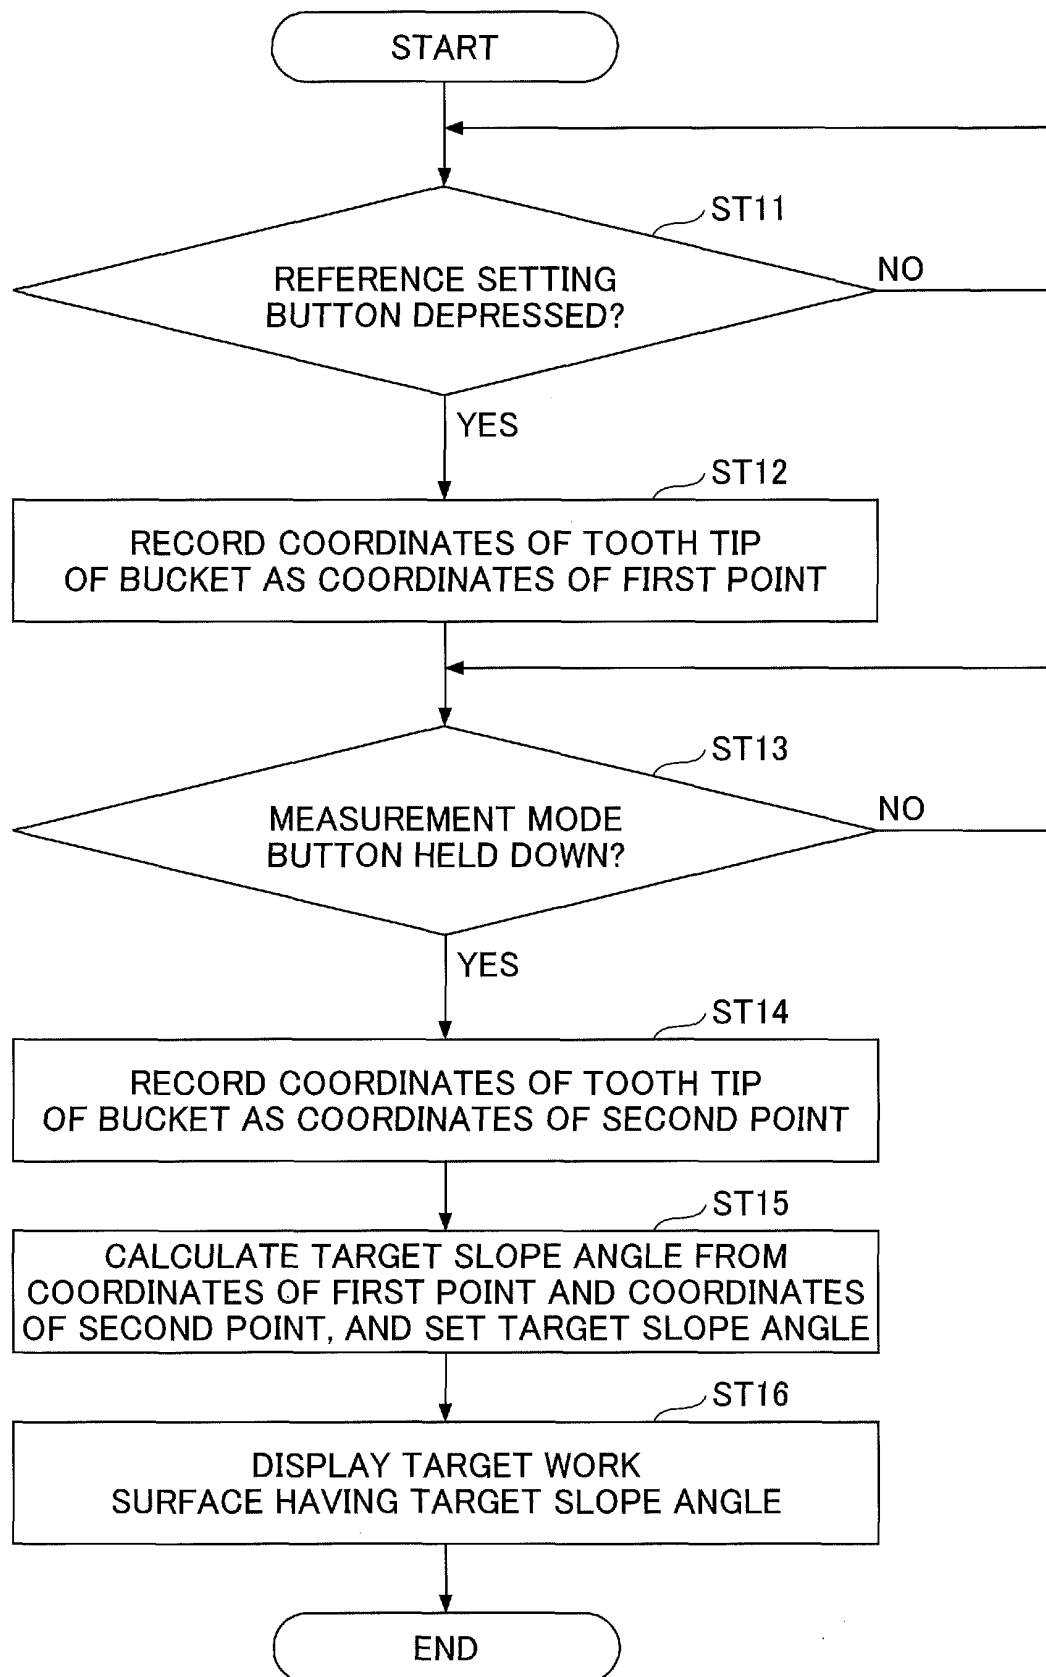 START
ST11
REFERENCE SETTING
BUTTON DEPRESSED?
NO
YES
ST12
RECORD COORDINATES OF TOOTH TIP
OF BUCKET AS COORDINATES OF FIRST POINT
ST13
MEASUREMENT MODE
BUTTON HELD DOWN?
NO
YES
ST14
RECORD COORDINATES OF TOOTH TIP
OF BUCKET AS COORDINATES OF SECOND POINT
ST15
CALCULATE TARGET SLOPE ANGLE FROM
COORDINATES OF FIRST POINT AND COORDINATES
OF SECOND POINT, AND SET TARGET SLOPE ANGLE
ST16
DISPLAY TARGET WORK
SURFACE HAVING TARGET SLOPE ANGLE
END